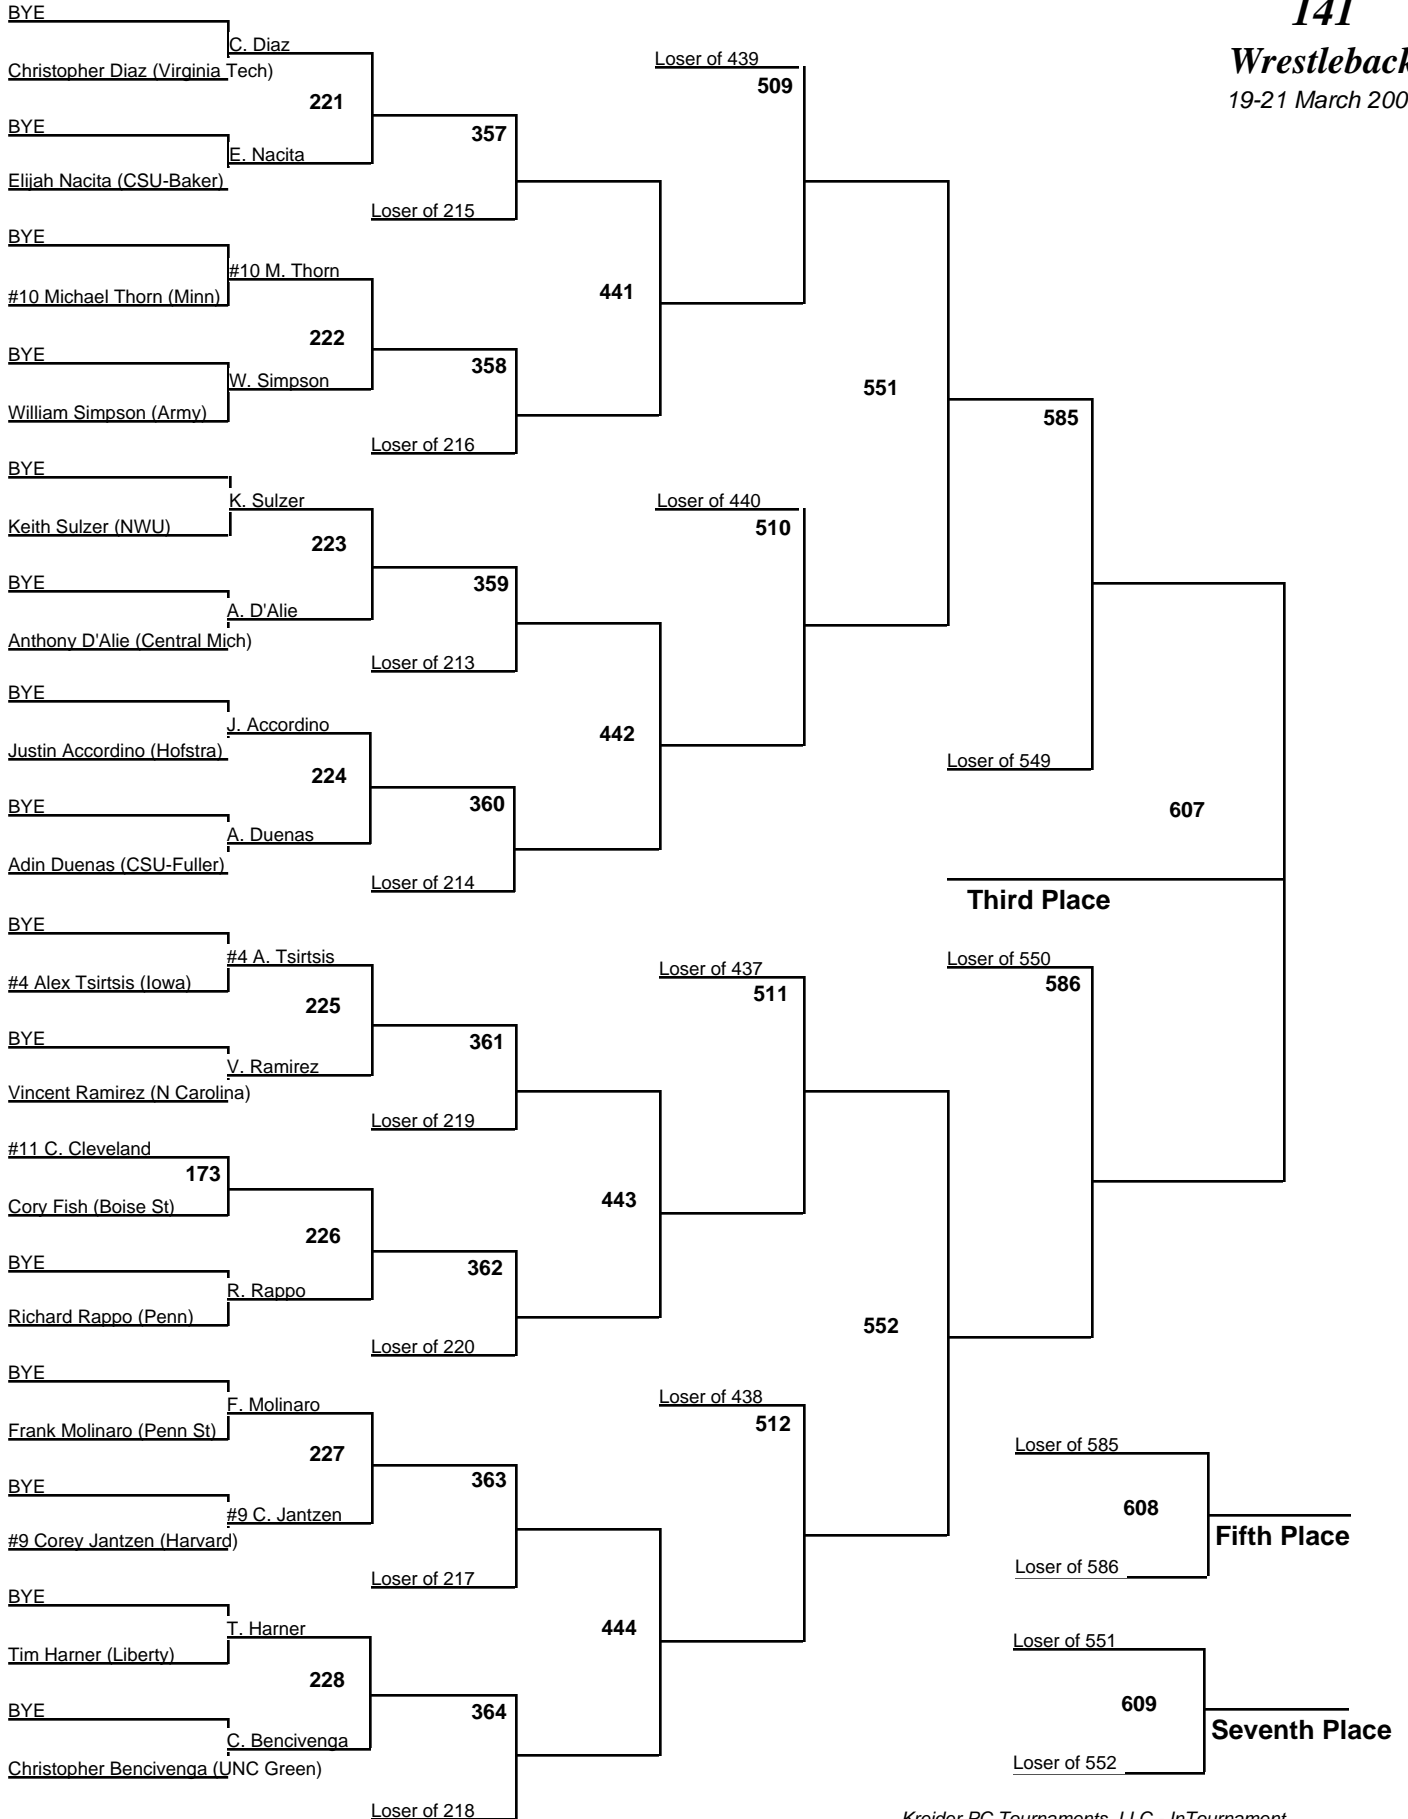 141
Wrestleback
19-21 March 200
BYE
C. Diaz
Christopher Diaz (Virginia Tech)
221
BYE
E. Nacita
Elijah Nacita (CSU-Baker)
357
Loser of 215
BYE
#10 M. Thorn
#10 Michael Thorn (Minn)
222
BYE
W. Simpson
William Simpson (Army)
358
Loser of 216
441
Loser of 439
509
551
BYE
K. Sulzer
Keith Sulzer (NWU)
223
BYE
A. D'Alie
Anthony D'Alie (Central Mich)
359
Loser of 213
BYE
J. Accordino
Justin Accordino (Hofstra)
224
BYE
A. Duenas
Adin Duenas (CSU-Fuller)
360
Loser of 214
442
Loser of 440
510
585
Loser of 549
607
Third Place
BYE
#4 A. Tsirtsis
#4 Alex Tsirtsis (Iowa)
225
BYE
V. Ramirez
Vincent Ramirez (N Carolina)
361
Loser of 219
#11 C. Cleveland
173
Cory Fish (Boise St)
226
BYE
R. Rappo
Richard Rappo (Penn)
362
Loser of 220
443
Loser of 437
511
Loser of 550
586
552
BYE
F. Molinaro
Frank Molinaro (Penn St)
227
BYE
#9 C. Jantzen
#9 Corey Jantzen (Harvard)
363
Loser of 217
BYE
T. Harner
Tim Harner (Liberty)
228
BYE
C. Bencivenga
Christopher Bencivenga (UNC Green)
364
Loser of 218
444
Loser of 438
512
Loser of 585
608
Fifth Place
Loser of 586
Loser of 551
609
Seventh Place
Loser of 552
Kreider PC Tournaments, LLC - InTournament